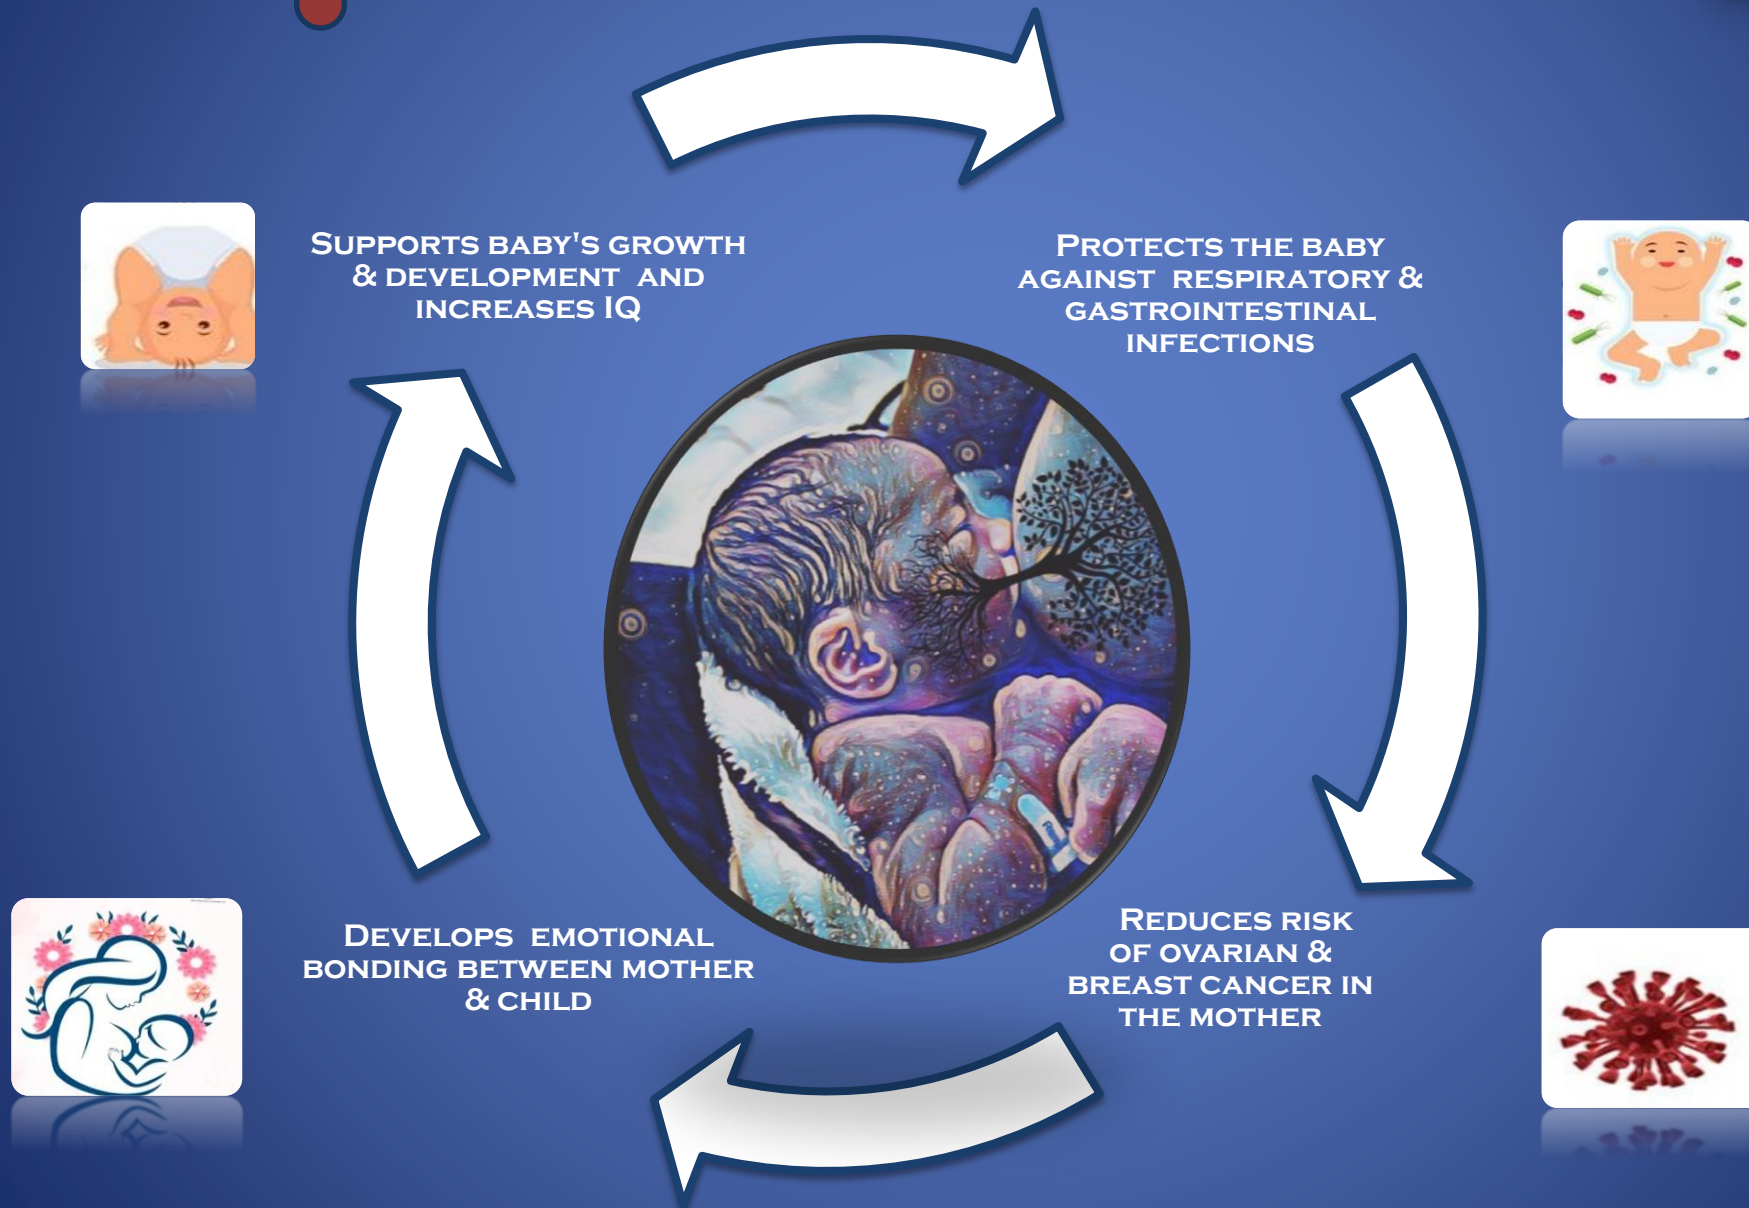 SUPPORTS BABY'S GROWTH
& DEVELOPMENT AND
INCREASES IQ
PROTECTS THE BABY
AGAINST RESPIRATORY &
GASTROINTESTINAL
INFECTIONS
REDUCES RISK
OF OVARIAN &
BREAST CANCER IN
THE MOTHER
DEVELOPS EMOTIONAL
BONDING BETWEEN MOTHER
& CHILD